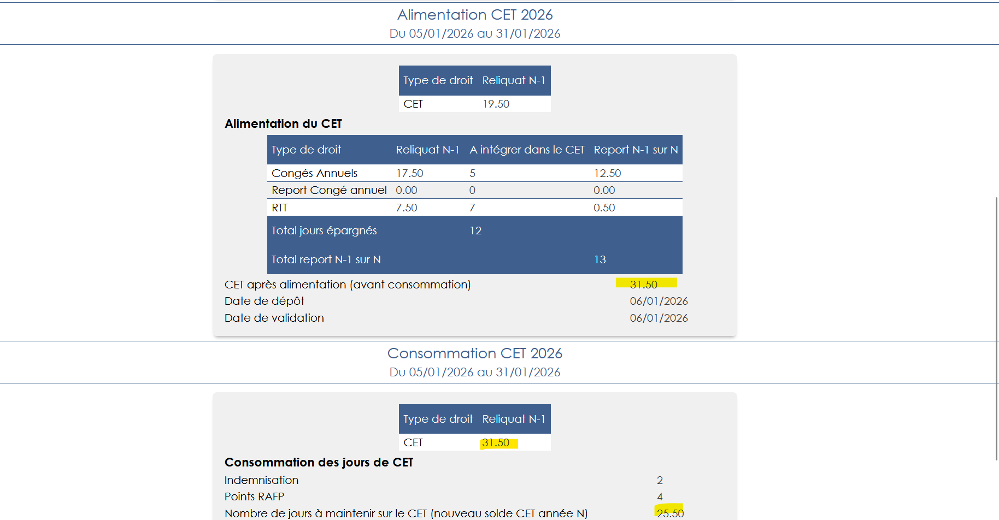 Alimentation CET 2026
Du 05/01/2026 au 31/01/2026
Type de droit Reliquat N-1
CET 19.50
Alimentation du CET
Type de droit Reliquat N-1 A intégrer dans le CET Report N-1 sur N
Congés Annuels 17.50 5 12.50
Report Congé annuel 0.00 0 0.00
RTT 7.50 7 0.50
Total jours épargnés 12
Total report N-1 sur N 13
CET après alimentation (avant consommation) 31.50
Date de dépôt 06/01/2026
Date de validation 06/01/2026
Consommation CET 2026
Du 05/01/2026 au 31/01/2026
Type de droit Reliquat N-1
CET 31.50
Consommation des jours de CET
Indemnisation 2
Points RAFP 4
Nombre de jours à maintenir sur le CET (nouveau solde CET année N) 25.50